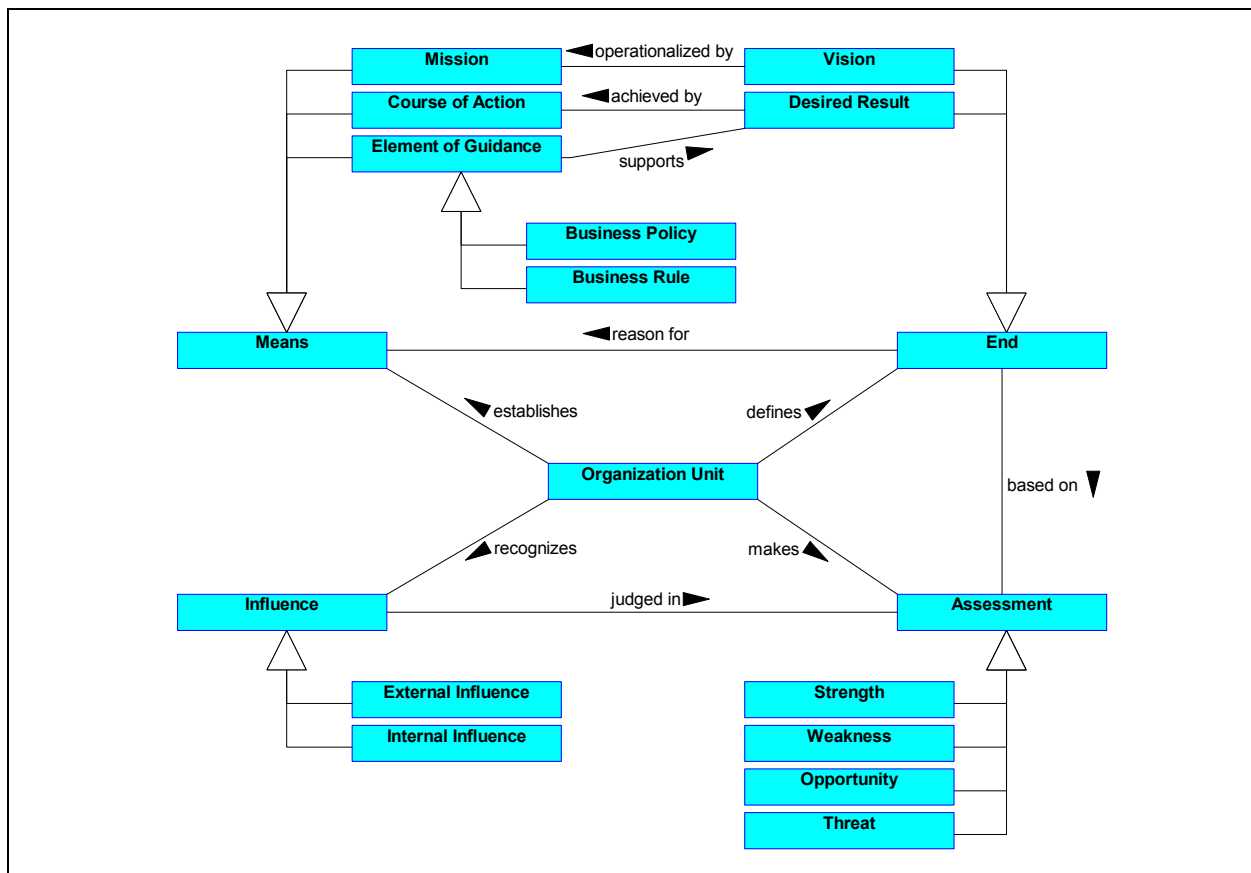 operationalized by
Mission
Vision
achieved by
Course of Action
Desired Result
Element of Guidance
supports
Business Policy
Business Rule
reason for
Means
End
establishes
defines
Organization Unit
based on
recognizes
makes
judged in
Influence
Assessment
External Influence
Strength
Internal Influence
Weakness
Opportunity
Threat